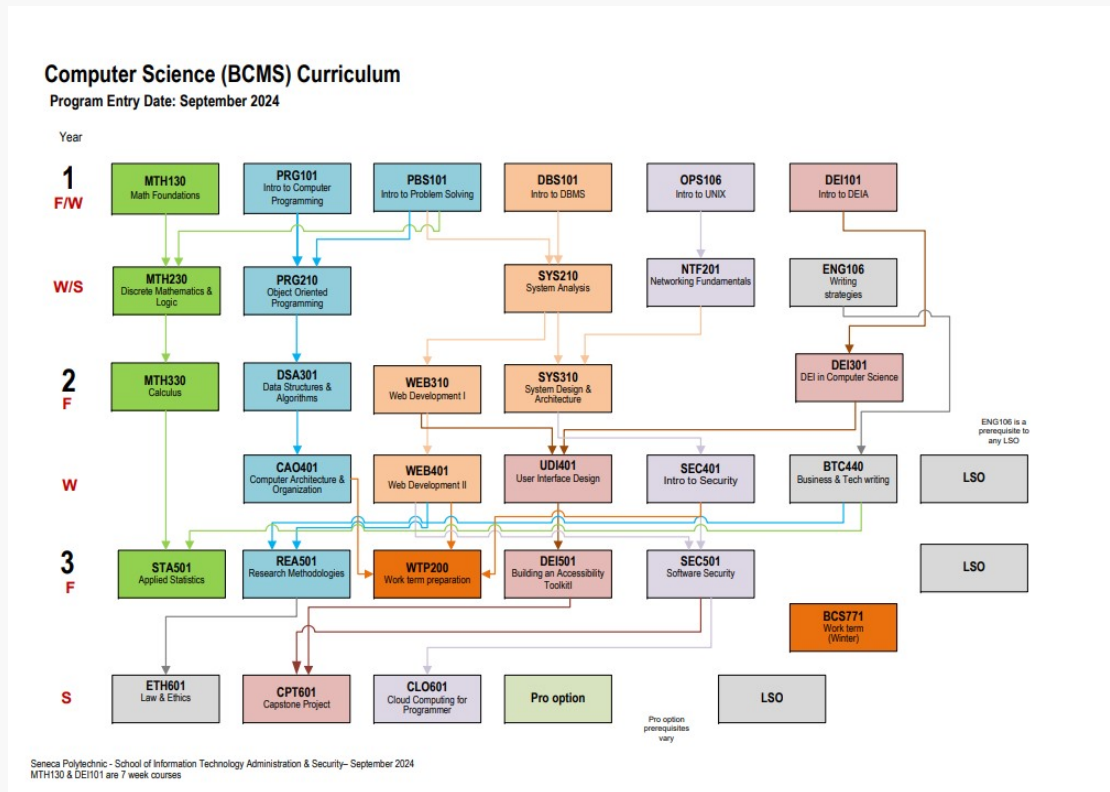 Computer Science (BCMS) Curriculum
Program Entry Date: September 2024
Year
1
F/W
MTH130
Math Foundations
PRG101
Intro to Computer
Programming
PBS101
Intro to Problem Solving
DBS101
Intro to DBMS
OPS106
Intro to UNIX
DEI101
Intro to DEIA
W/S
MTH230
Discrete Mathematics &
Logic
PRG210
Object Oriented
Programming
SYS210
System Analysis
NTF201
Networking Fundamentals
ENG106
Writing
strategies
2
F
MTH330
Calculus
DSA301
Data Structures &
Algorithms
WEB310
Web Development I
SYS310
System Design &
Architecture
DEI301
DEI in Computer Science
ENG106 is a
prerequisite to
any LSO
W
CAO401
Computer Architecture &
Organization
WEB401
Web Development II
UDI401
User Interface Design
SEC401
Intro to Security
BTC440
Business & Tech writing
LSO
3
F
STA501
Applied Statistics
REA501
Research Methodologies
WTP200
Work term preparation
DEI501
Building an Accessibility
ToolkitI
SEC501
Software Security
LSO
BCS771
Work term
(Winter)
S
ETH601
Law & Ethics
CPT601
Capstone Project
CLO601
Cloud Computing for
Programmer
Pro option
Pro option
prerequisites
vary
LSO
Seneca Polytechnic - School of Information Technology Administration & Security– September 2024
MTH130 & DEI101 are 7 week courses